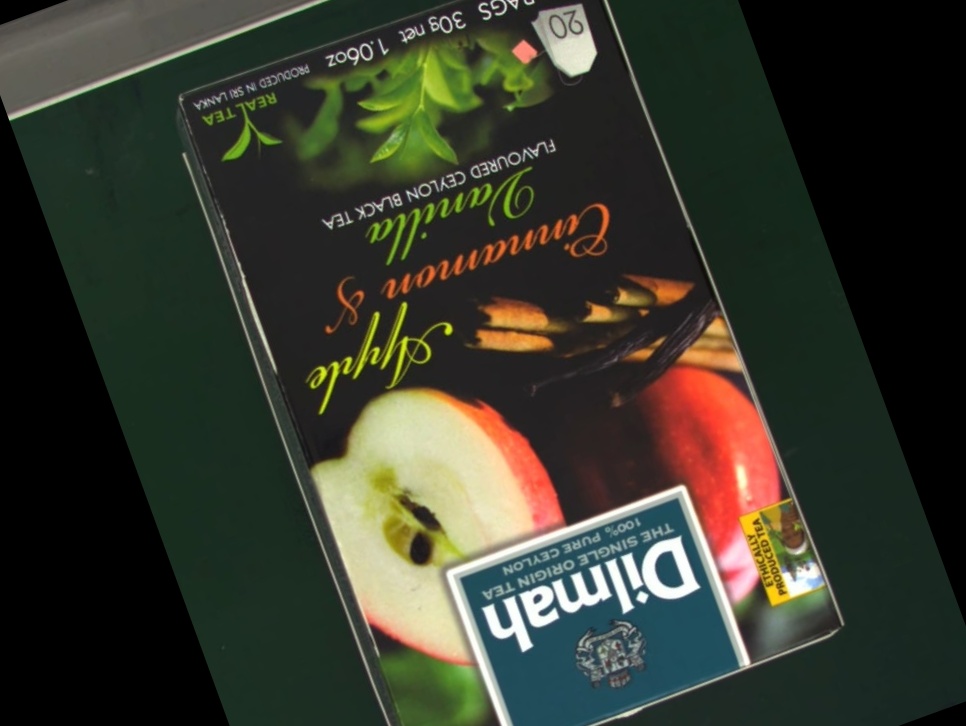 Dilmah
THE SINGLE ORIGIN TEA
100% PURE CEYLON
ETHICALLY
PRODUCED TEA
Apple
Cinnamon &
Vanilla
FLAVOURED CEYLON BLACK TEA
REAL TEA
PRODUCED IN SRI LANKA
20
BAGS 30g net 1.06oz